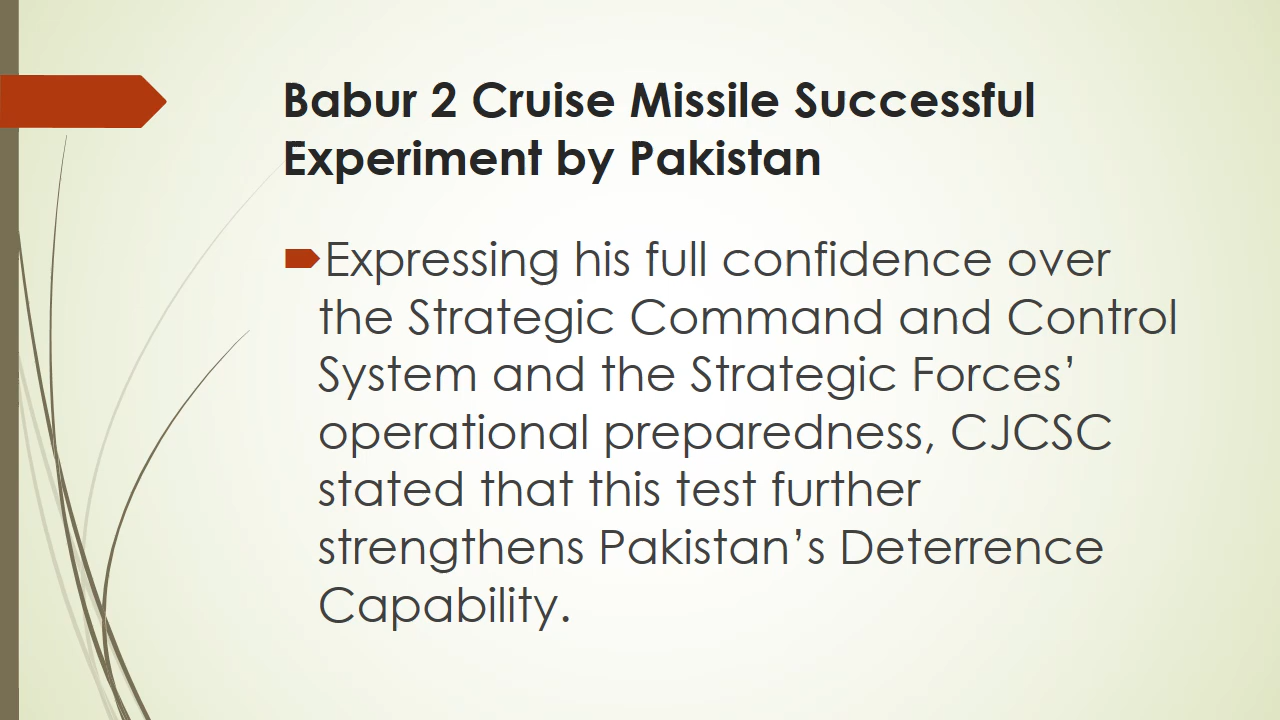 Babur 2 Cruise Missile Successful
Experiment by Pakistan
Expressing his full confidence over
the Strategic Command and Control
System and the Strategic Forces’
operational preparedness, CJCSC
stated that this test further
strengthens Pakistan’s Deterrence
Capability.